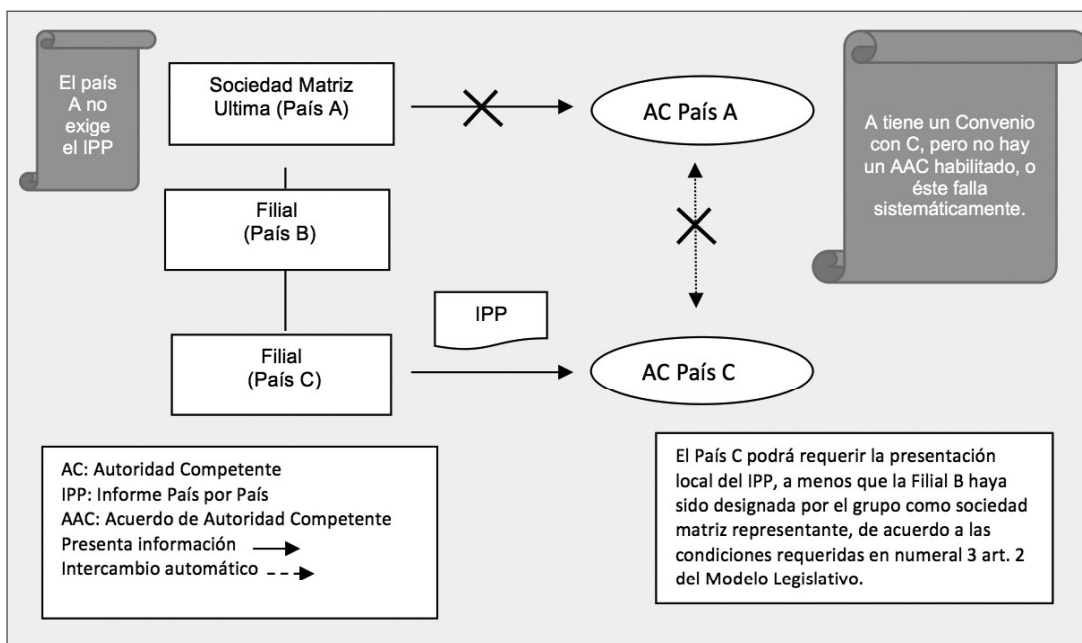 El país
A no
exige
el IPP
Sociedad Matriz
Ultima (País A)
AC País A
A tiene un Convenio
con C, pero no hay
un AAC habilitado, o
éste falla
sistemáticamente.
Filial
(País B)
IPP
Filial
(País C)
AC País C
AC: Autoridad Competente
IPP: Informe País por País
AAC: Acuerdo de Autoridad Competente
Presenta información
Intercambio automático
El País C podrá requerir la presentación
local del IPP, a menos que la Filial B haya
sido designada por el grupo como sociedad
matriz representante, de acuerdo a las
condiciones requeridas en numeral 3 art. 2
del Modelo Legislativo.